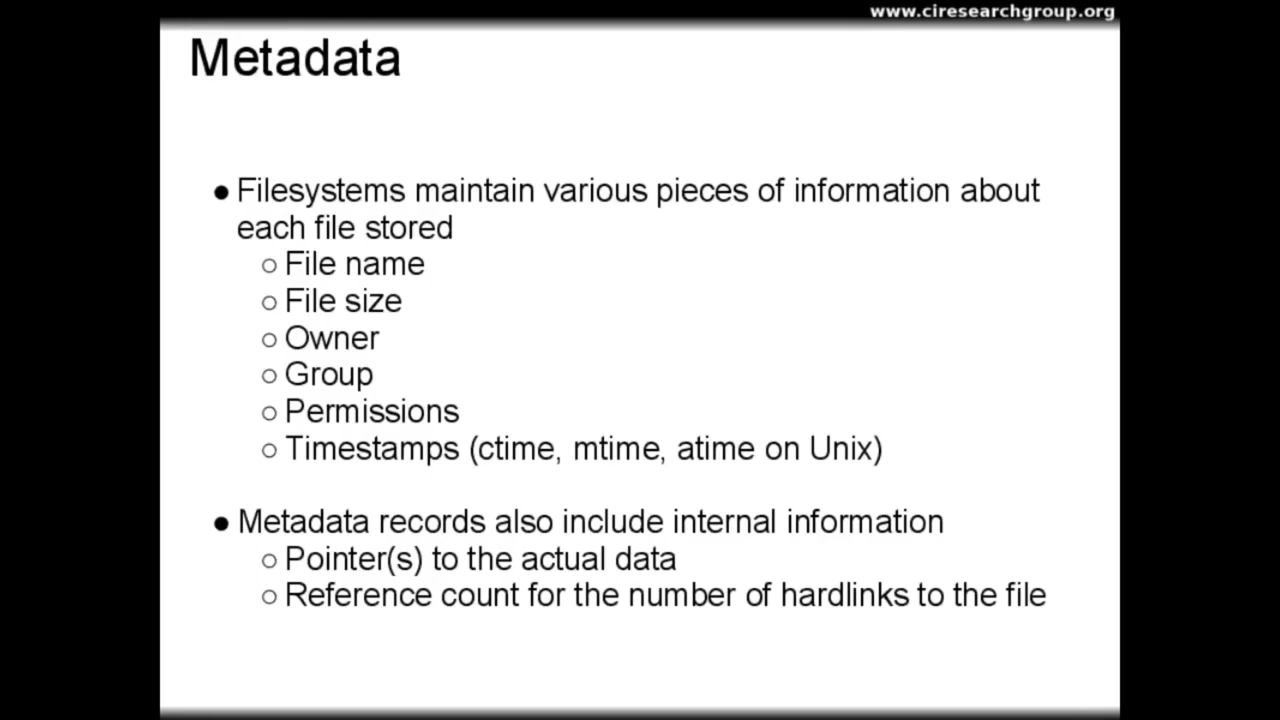 www.ciresearchgroup.org
Metadata
● Filesystems maintain various pieces of information about
each file stored
○ File name
○ File size
○ Owner
○ Group
○ Permissions
○ Timestamps (ctime, mtime, atime on Unix)
● Metadata records also include internal information
○ Pointer(s) to the actual data
○ Reference count for the number of hardlinks to the file